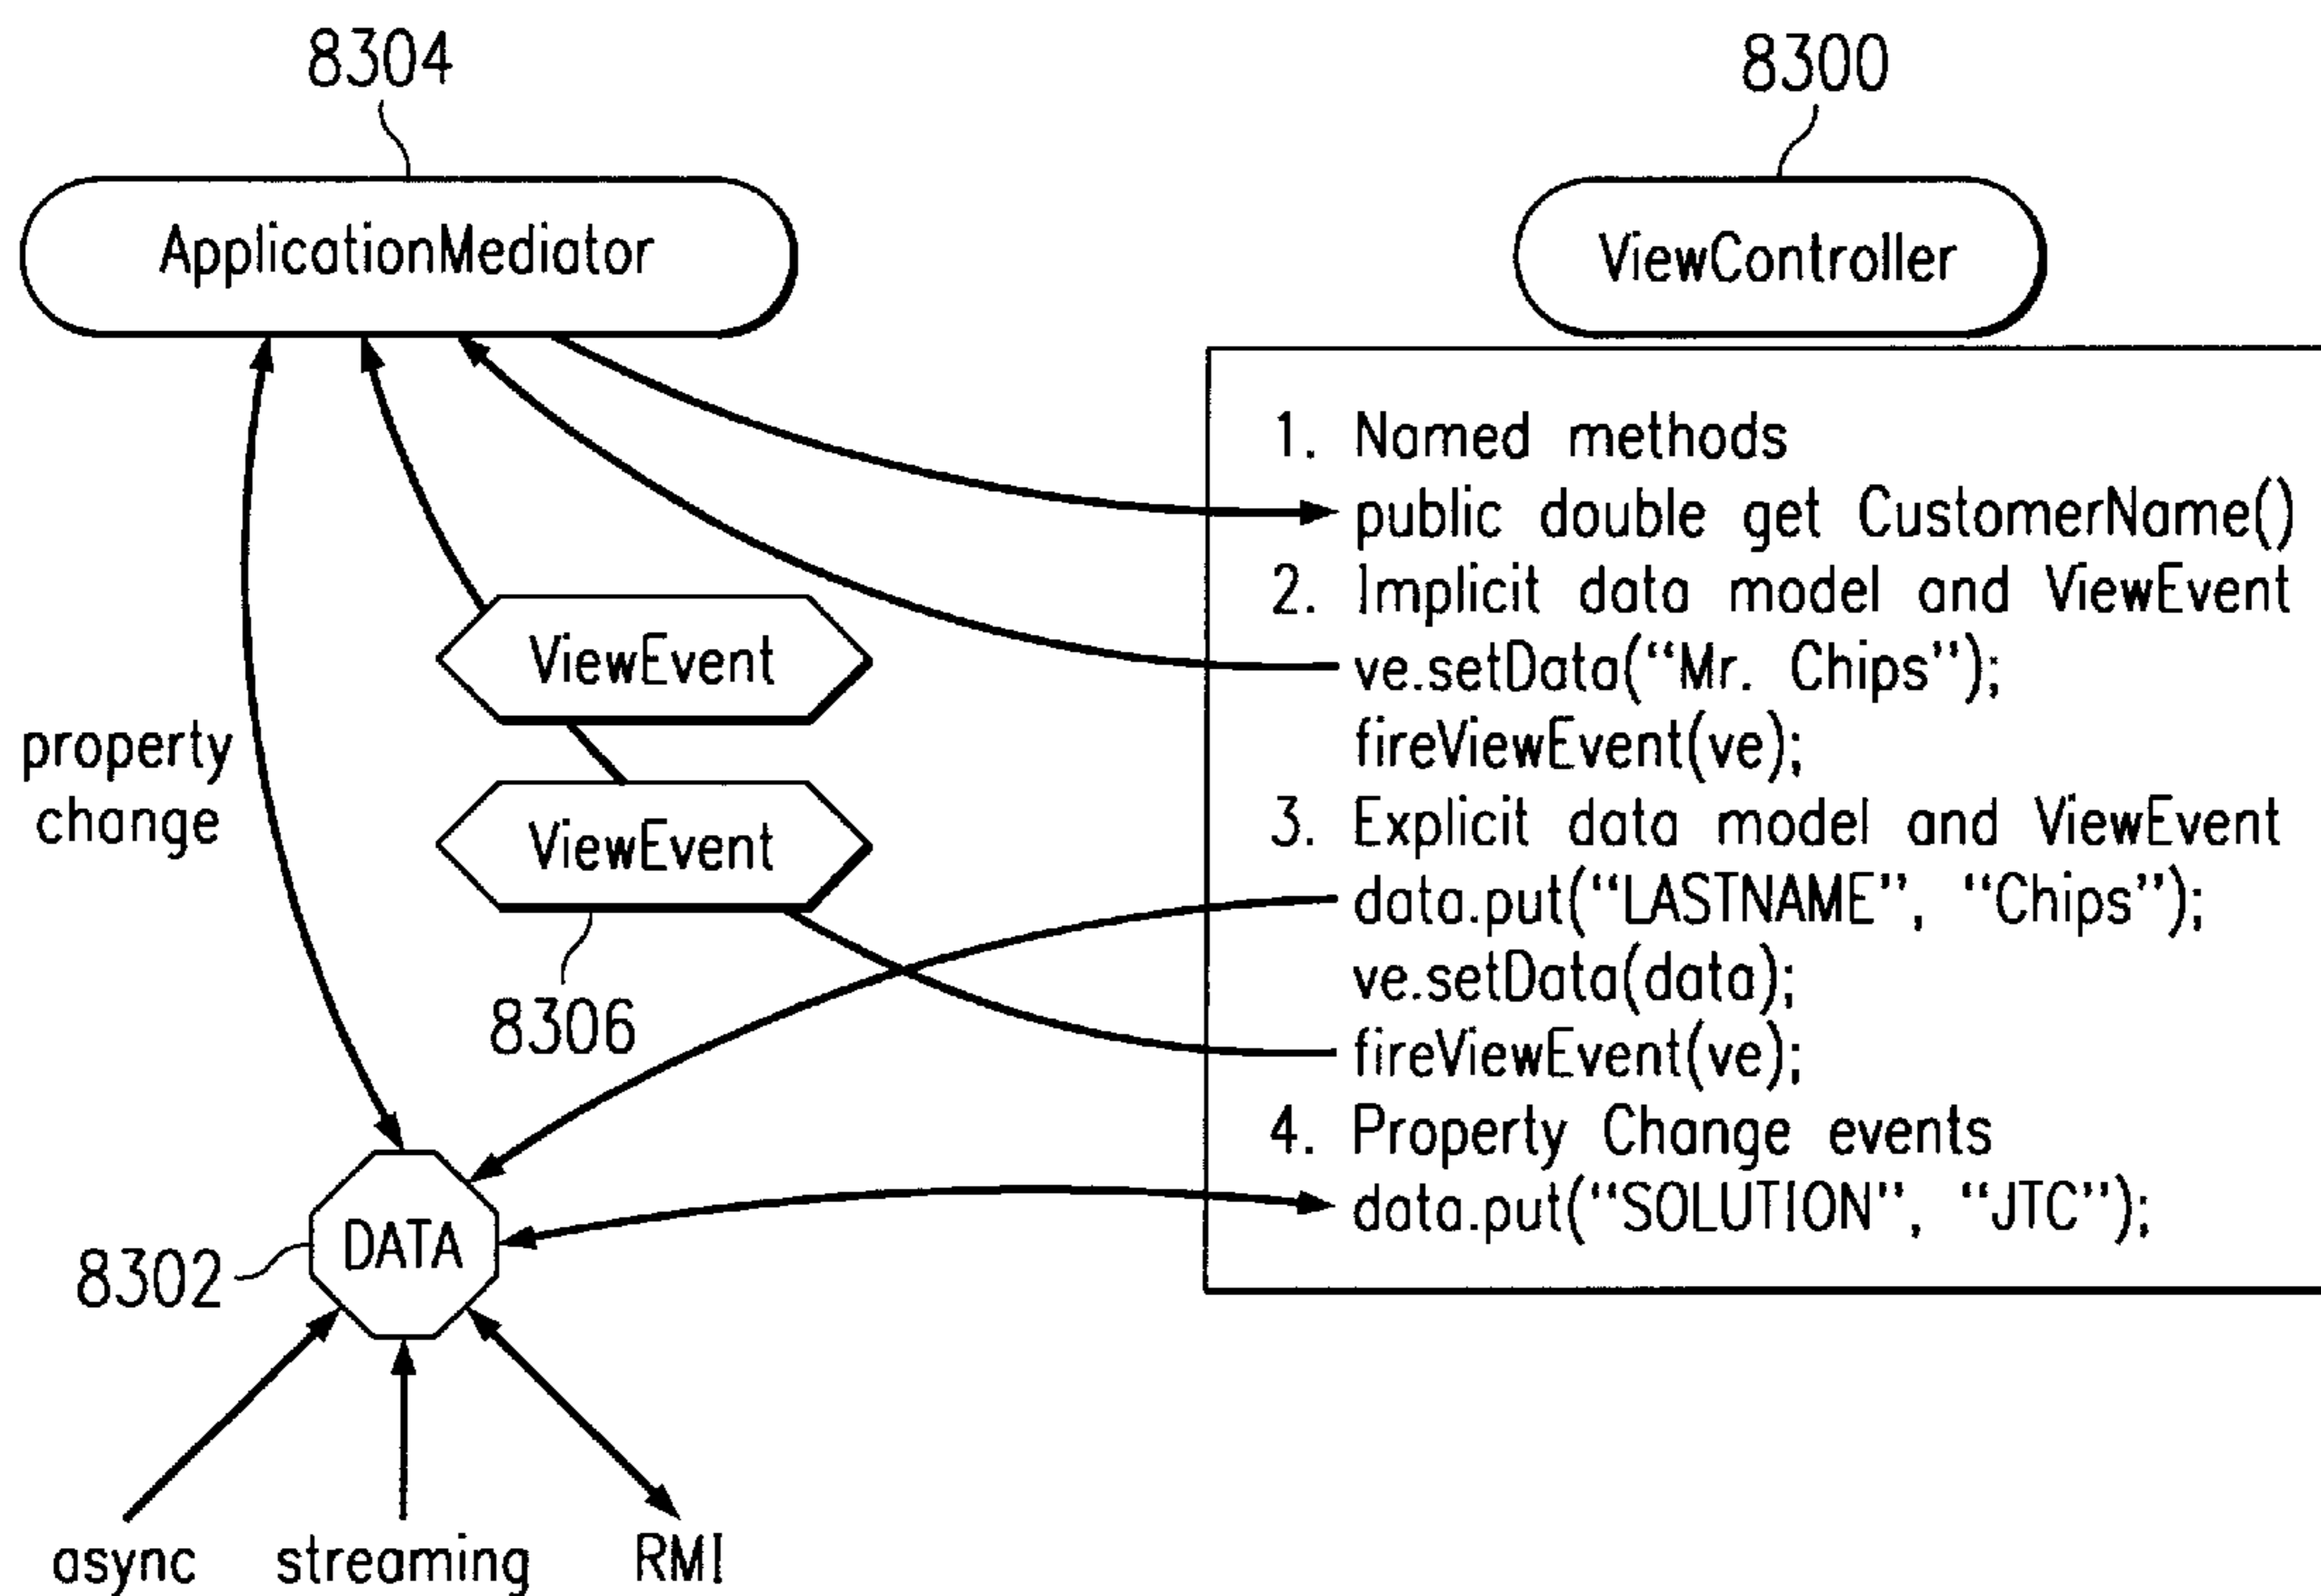 8304
8300
ApplicationMediator
ViewController
1. Named methods
public double get CustomerName()
2. Implicit data model and ViewEvent
ve.setData(“Mr. Chips”);
fireViewEvent(ve);
3. Explicit data model and ViewEvent
data.put(“LASTNAME”, “Chips”);
ve.setData(data);
fireViewEvent(ve);
4. Property Change events
data.put(“SOLUTION”, “JTC”);
ViewEvent
property
change
ViewEvent
8306
DATA
8302
async
streaming
RMI